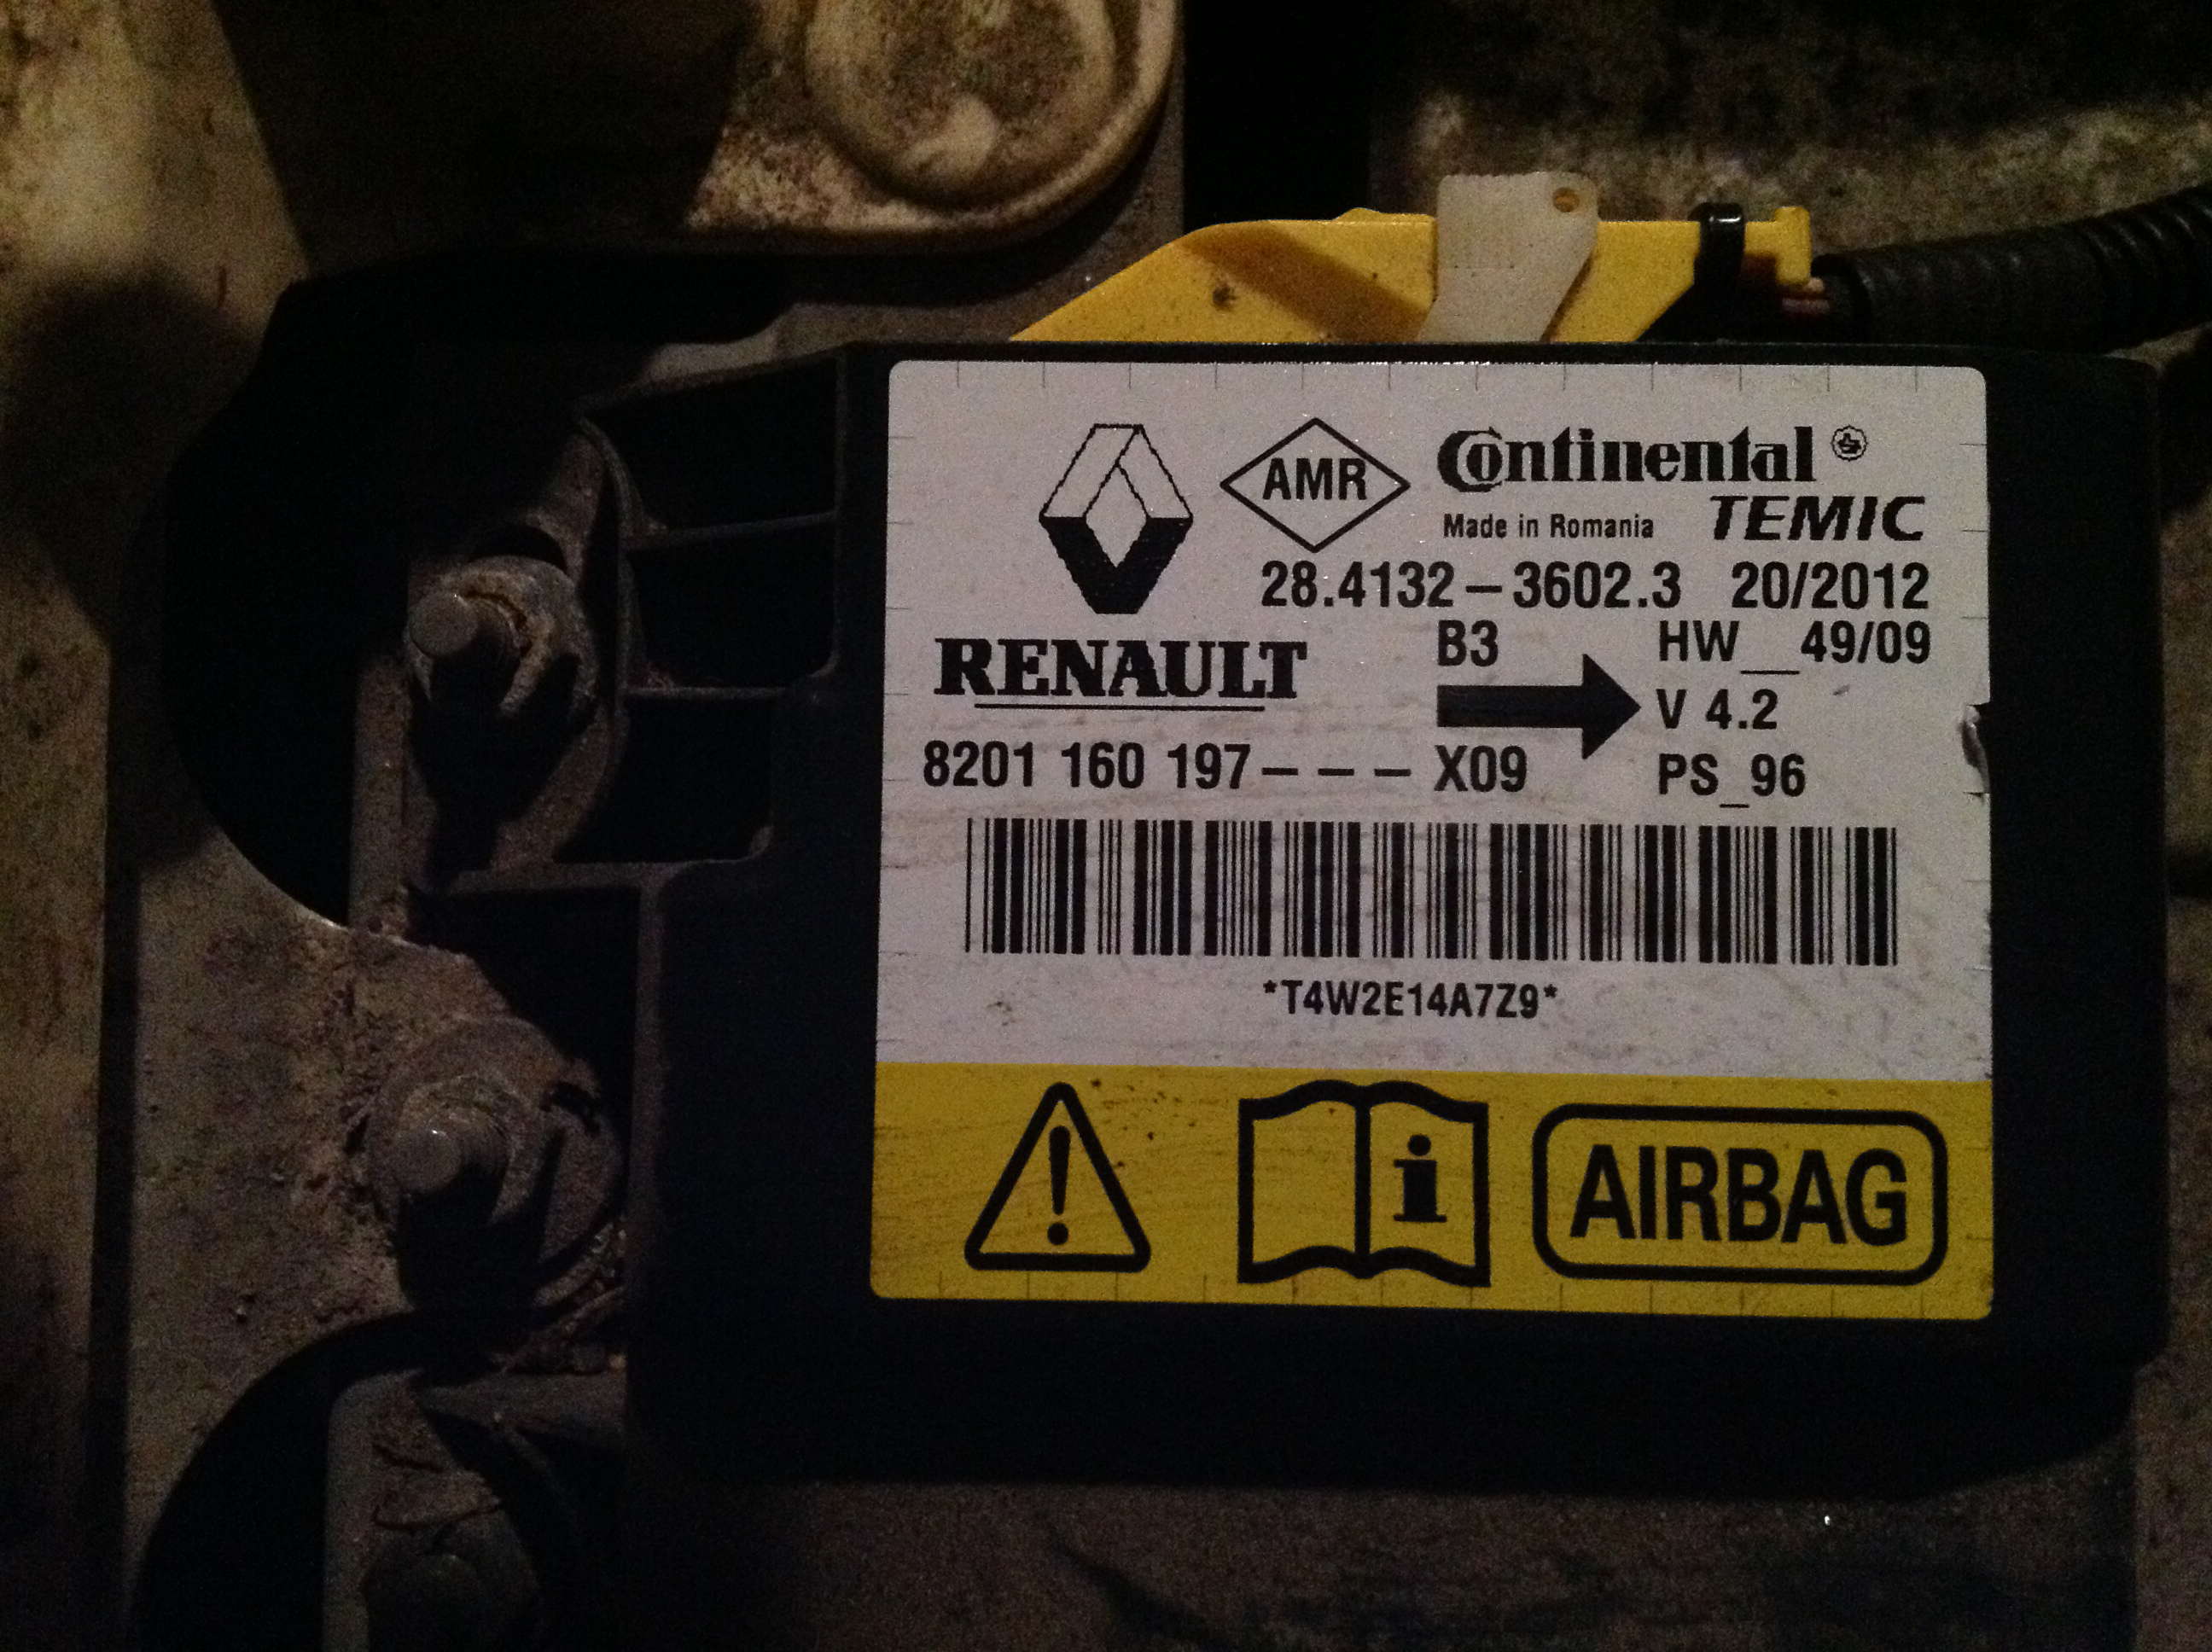 AMR
Continental
Made in Romania TEMIC
28.4132-3602.3 20/2012
B3 HW__49/09
RENAULT
V 4.2
8201 160 197--- X09 PS_96
*T4W2E14A7Z9*
! i AIRBAG